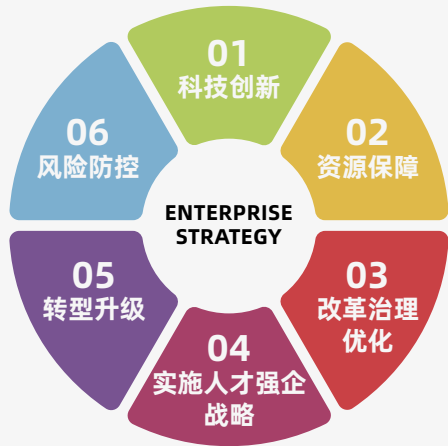 01
科技创新
02
资源保障
03
改革治理
优化
04
实施人才强企
战略
05
转型升级
06
风险防控
ENTERPRISE
STRATEGY